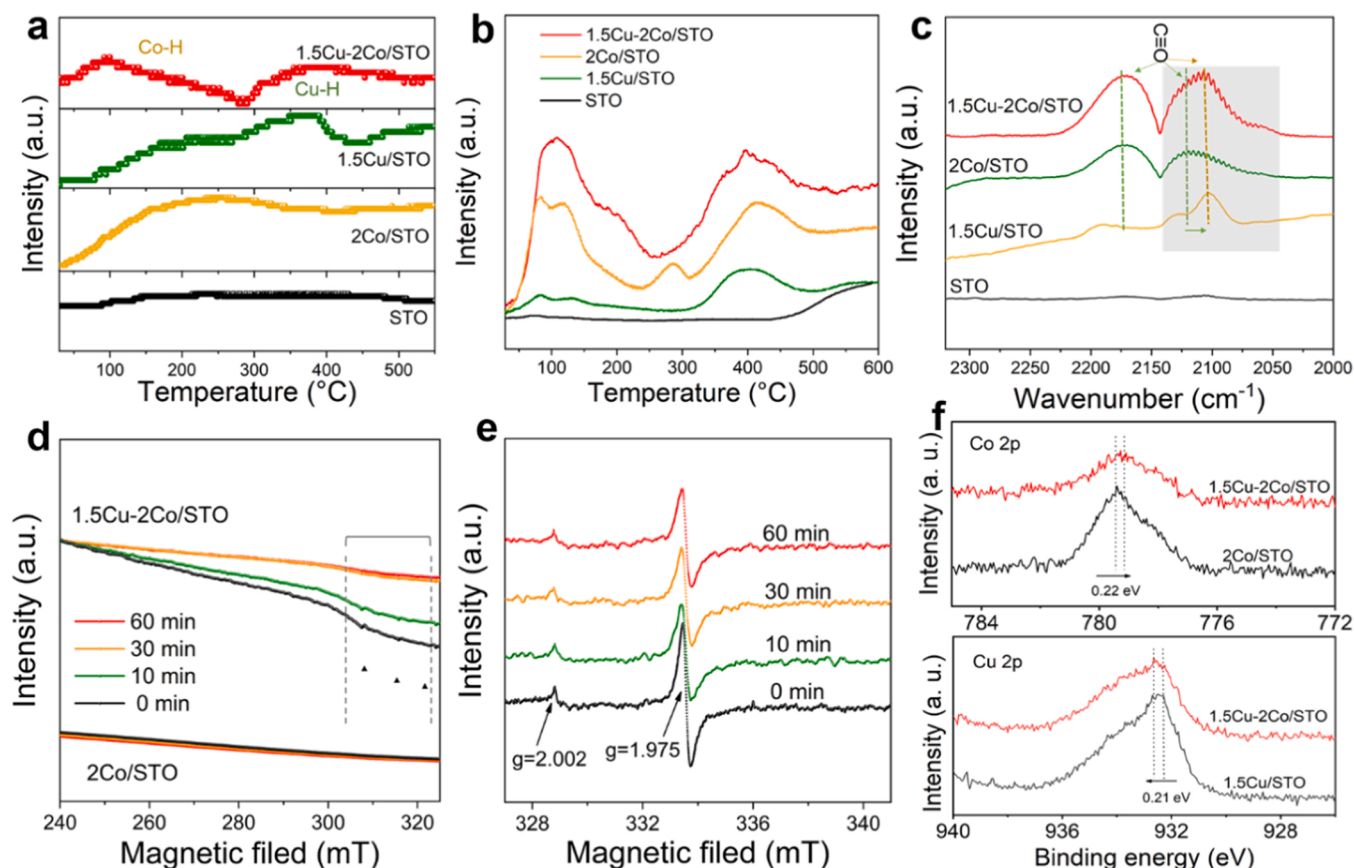 a
Co-H
1.5Cu-2Co/STO
Cu-H
1.5Cu/STO
2Co/STO
STO
Intensity (a.u.)
0 100 200 300 400 500
Temperature (°C)
b
1.5Cu-2Co/STO
2Co/STO
1.5Cu/STO
STO
Intensity (a.u.)
100 200 300 400 500 600
Temperature (°C)
c
C≡O
1.5Cu-2Co/STO
2Co/STO
1.5Cu/STO
STO
Intensity (a.u.)
2300 2250 2200 2150 2100 2050 2000
Wavenumber (cm-1)
d
1.5Cu-2Co/STO
60 min
30 min
10 min
0 min
2Co/STO
Intensity (a.u.)
240 260 280 300 320
Magnetic filed (mT)
e
60 min
30 min
10 min
0 min
g=2.002
g=1.975
Intensity (a.u.)
328 332 336 340
Magnetic filed (mT)
f
Co 2p
1.5Cu-2Co/STO
2Co/STO
0.22 eV
Intensity (a. u.)
784 780 776 772
Cu 2p
1.5Cu-2Co/STO
1.5Cu/STO
0.21 eV
Intensity (a. u.)
940 936 932 928
Binding energy (eV)